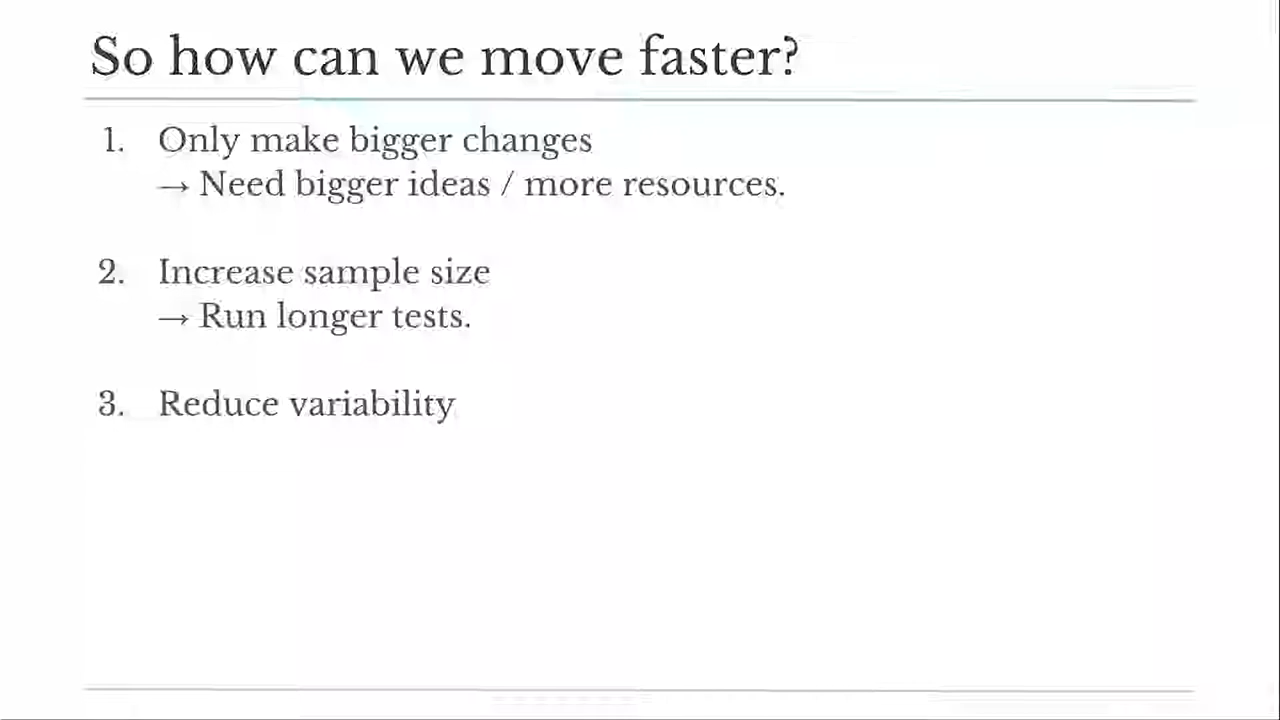 So how can we move faster?
1. Only make bigger changes
→ Need bigger ideas / more resources.
2. Increase sample size
→ Run longer tests.
3. Reduce variability